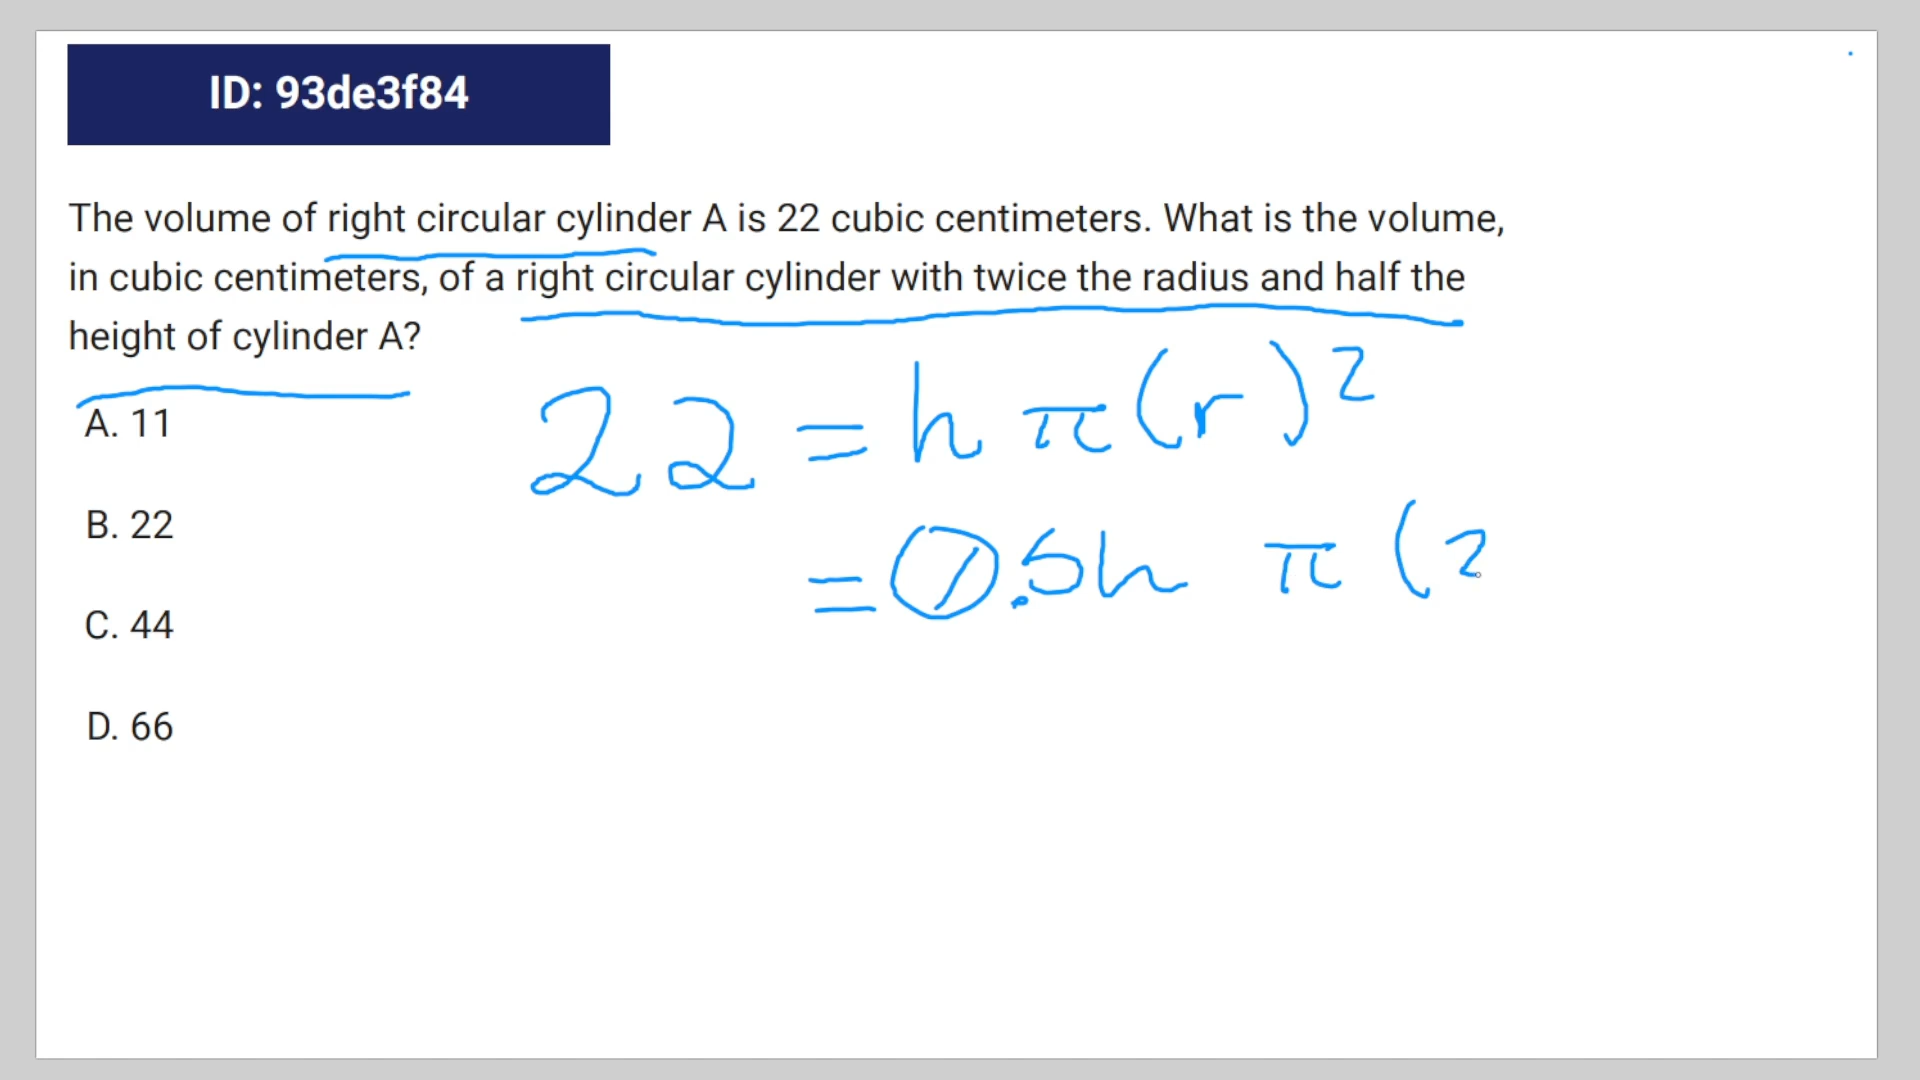 ID: 93de3f84
The volume of right circular cylinder A is 22 cubic centimeters. What is the volume,
in cubic centimeters, of a right circular cylinder with twice the radius and half the
height of cylinder A?
A. 11
B. 22
C. 44
D. 66
22 = h π (r)²
= 0.5h π (2